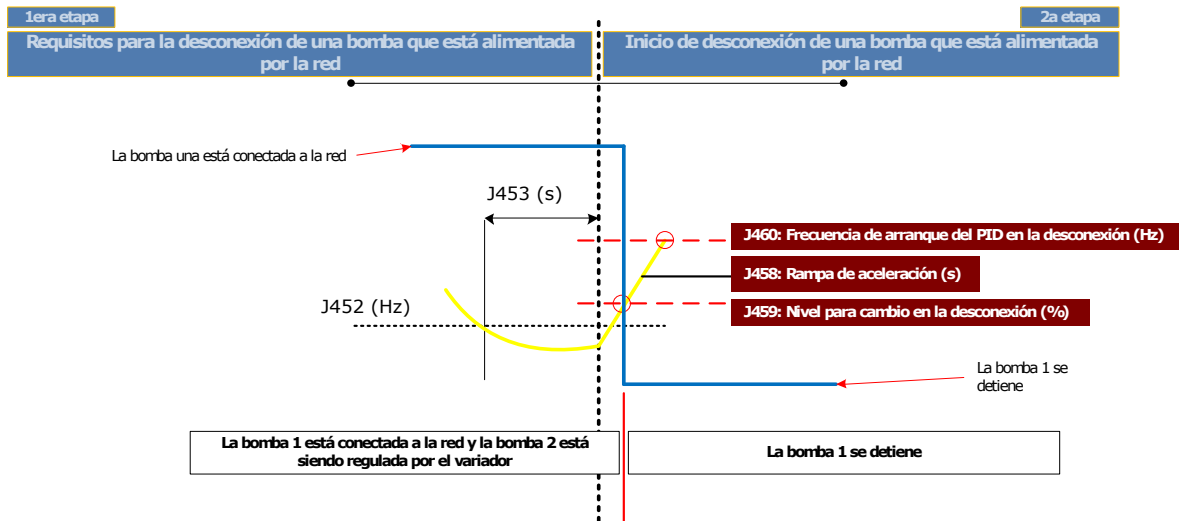 1era etapa
2a etapa
Requisitos para la desconexión de una bomba que está alimentada
por la red
Inicio de desconexión de una bomba que está alimentada
por la red
La bomba una está conectada a la red
J453 (s)
J460: Frecuencia de arranque del PID en la desconexión (Hz)
J458: Rampa de aceleración (s)
J452 (Hz)
J459: Nivel para cambio en la desconexión (%)
La bomba 1 se
detiene
La bomba 1 está conectada a la red y la bomba 2 está
siendo regulada por el variador
La bomba 1 se detiene